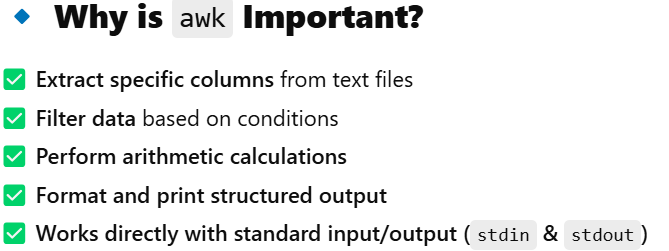 Why is awk Important?
Extract specific columns from text files
Filter data based on conditions
Perform arithmetic calculations
Format and print structured output
Works directly with standard input/output (stdin & stdout)